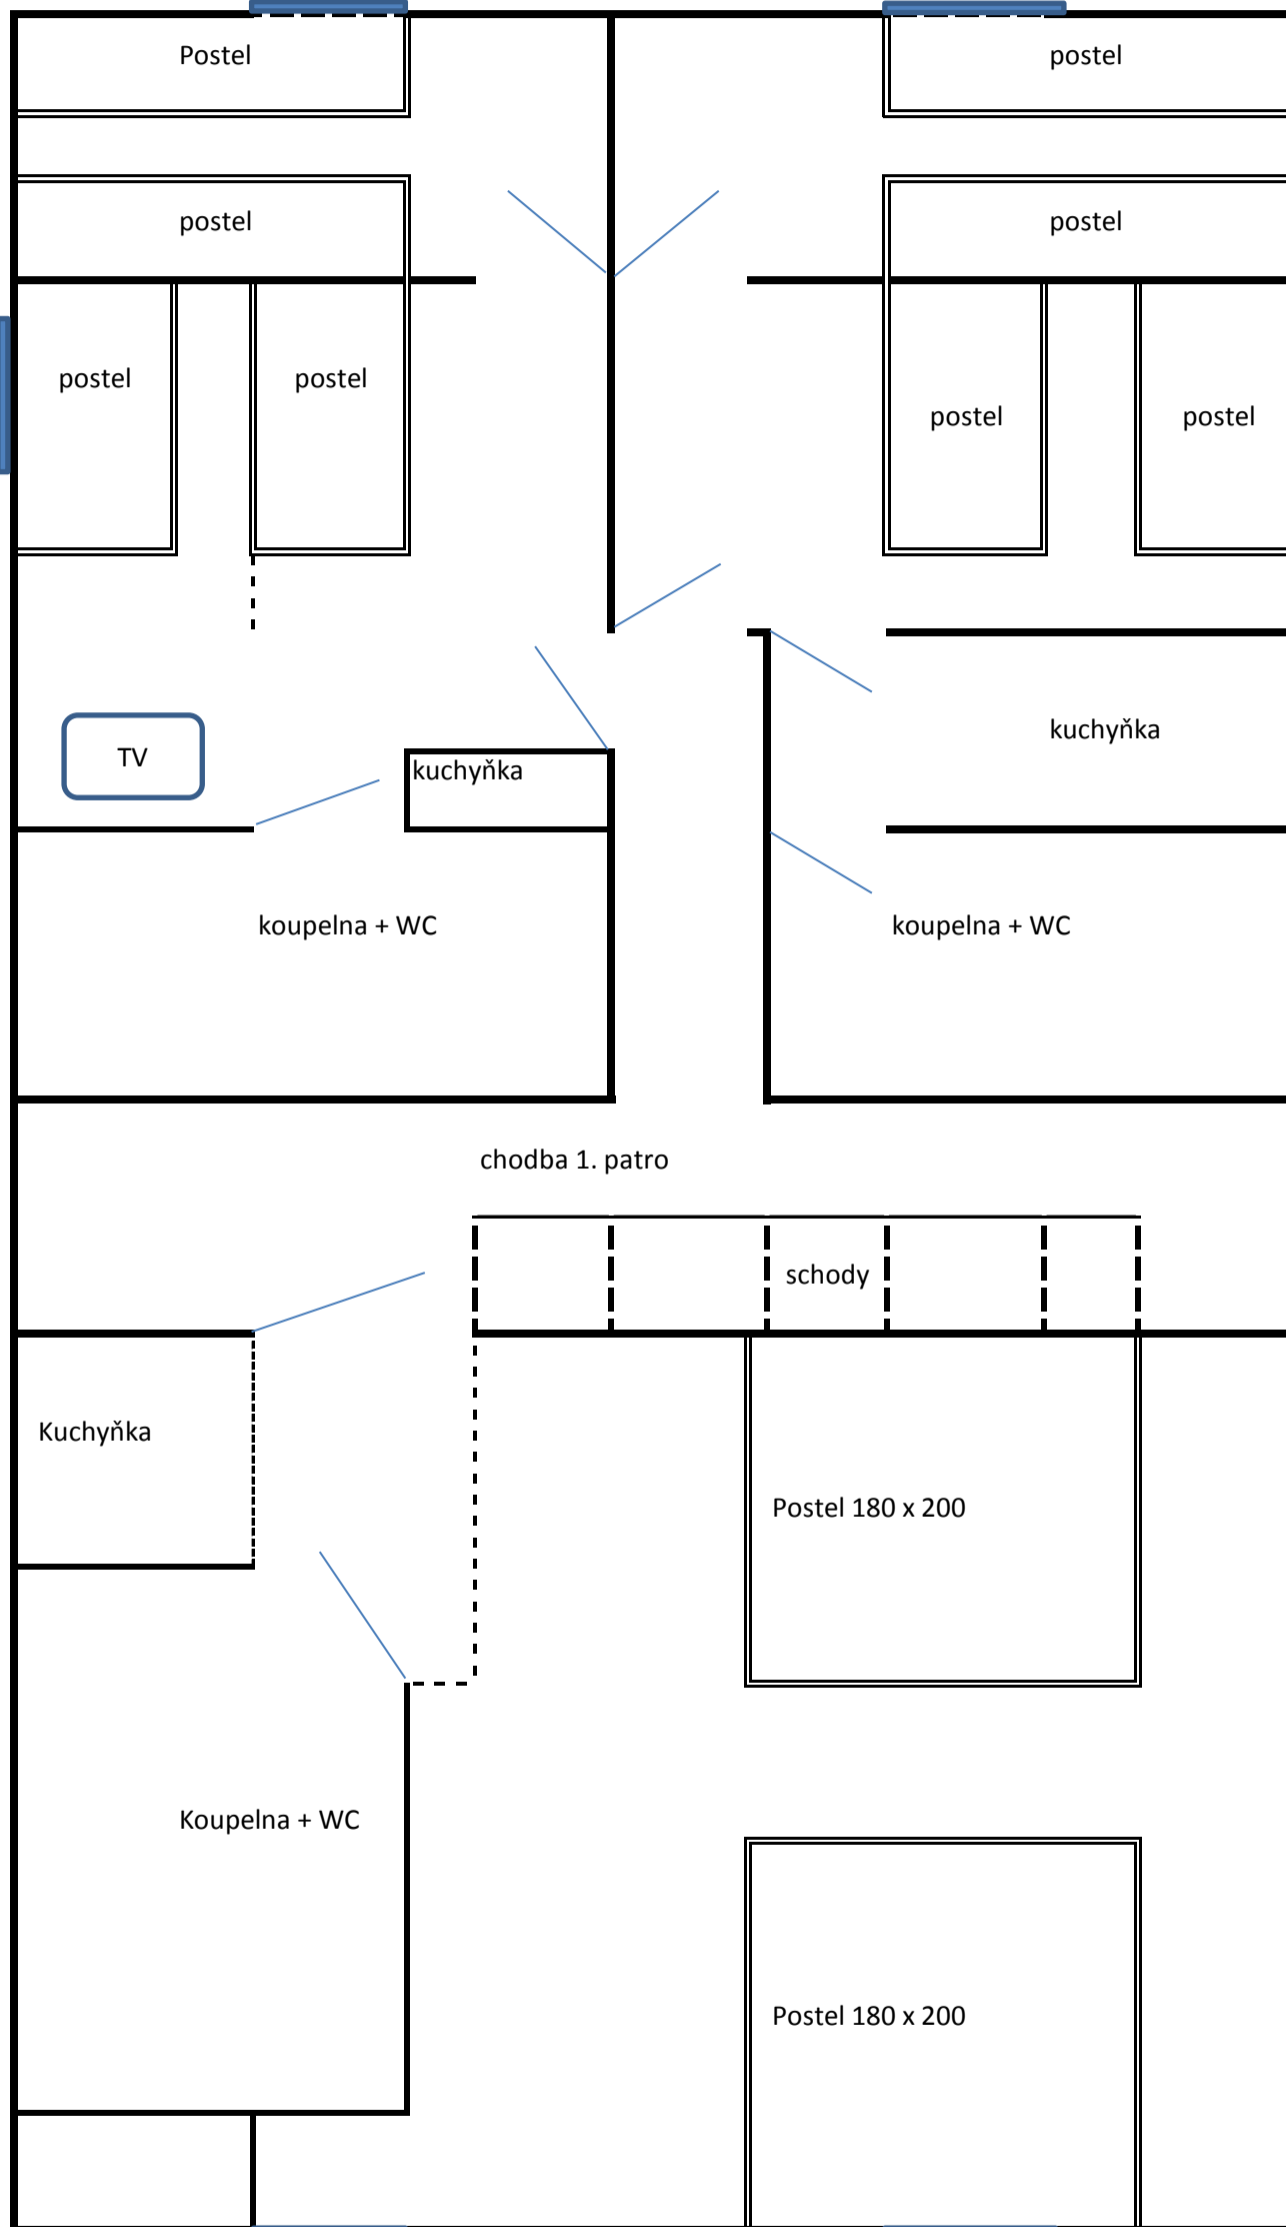 Postel
postel
postel
postel
postel
postel
postel
postel
TV
kuchyňka
kuchyňka
koupelna + WC
koupelna + WC
chodba 1. patro
schody
Kuchyňka
Postel 180 x 200
Koupelna + WC
Postel 180 x 200